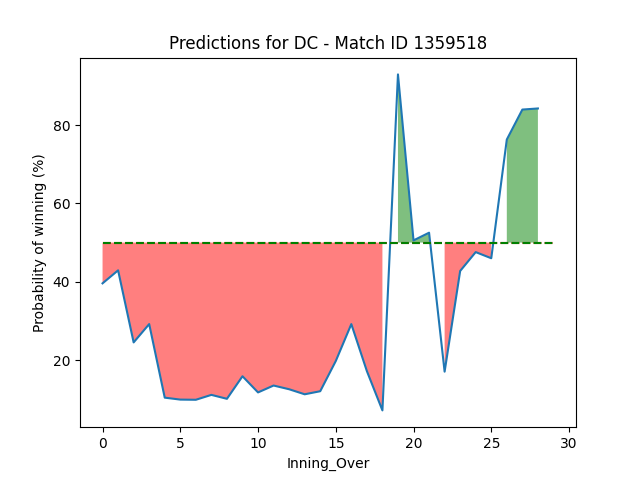 Predictions for DC - Match ID 1359518
Probability of winning (%)
80
60
40
20
0 5 10 15 20 25 30
Inning_Over